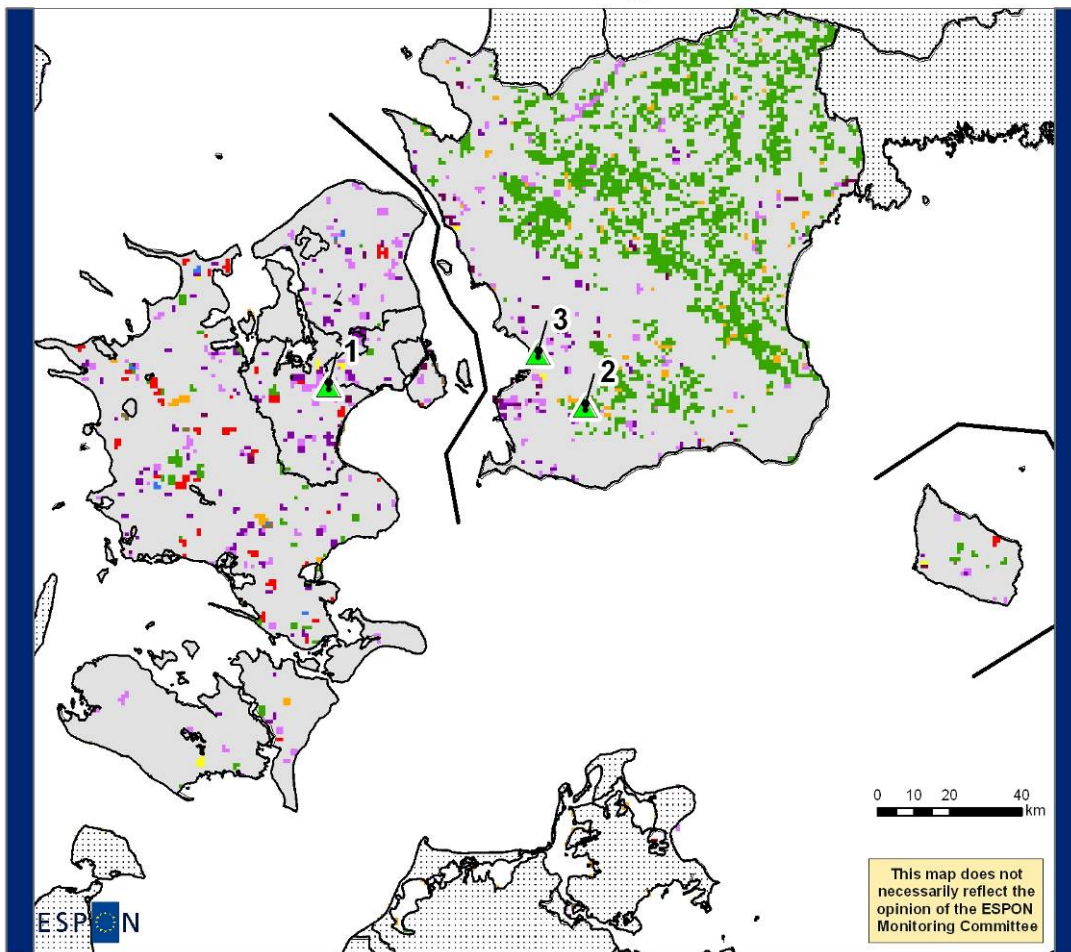 3
1
2
0 10 20 40
km
This map does not
necessarily reflect the
opinion of the ESPON
Monitoring Committee
ESPON